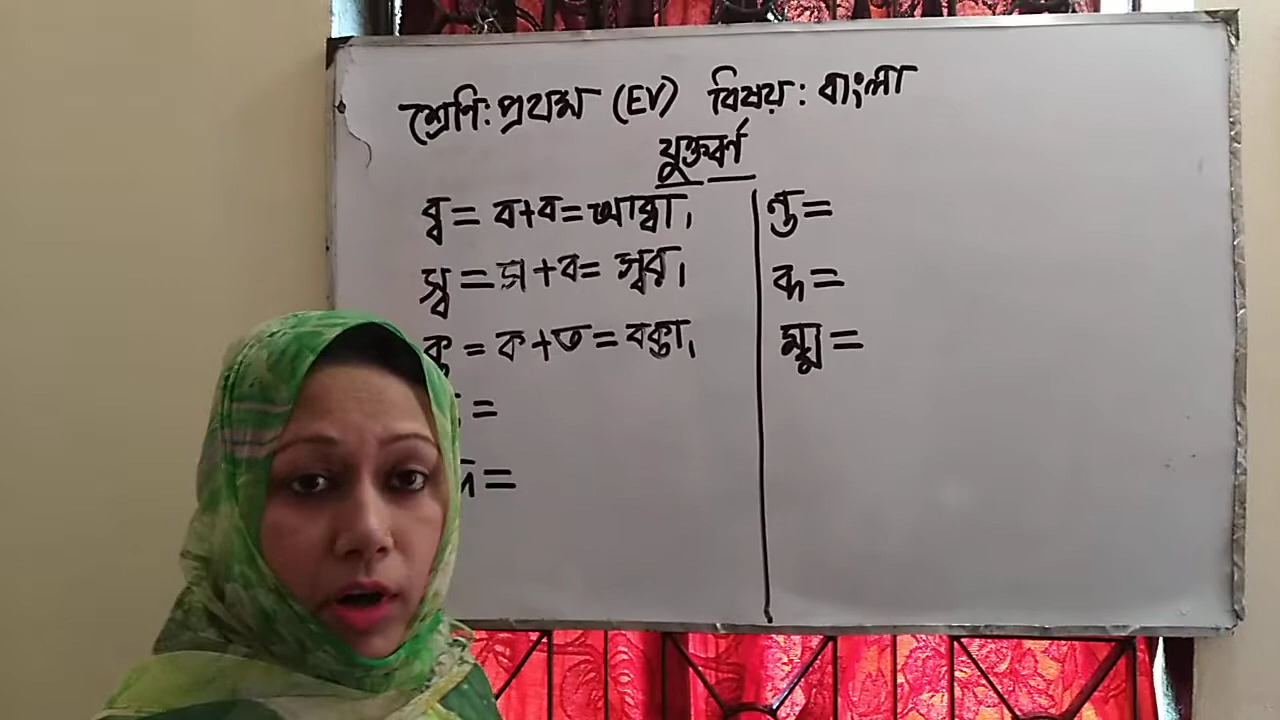 শ্রেণি: প্রথম (EV) বিষয়: বাংলা
যুক্তবর্ণ
ব্ব = ব+ব = আব্বা।
স্ব = স+ব = স্বর।
ক্ত = ক+ত = বক্তা।
=
=
ন্ড =
ব্দ =
ম্ম =